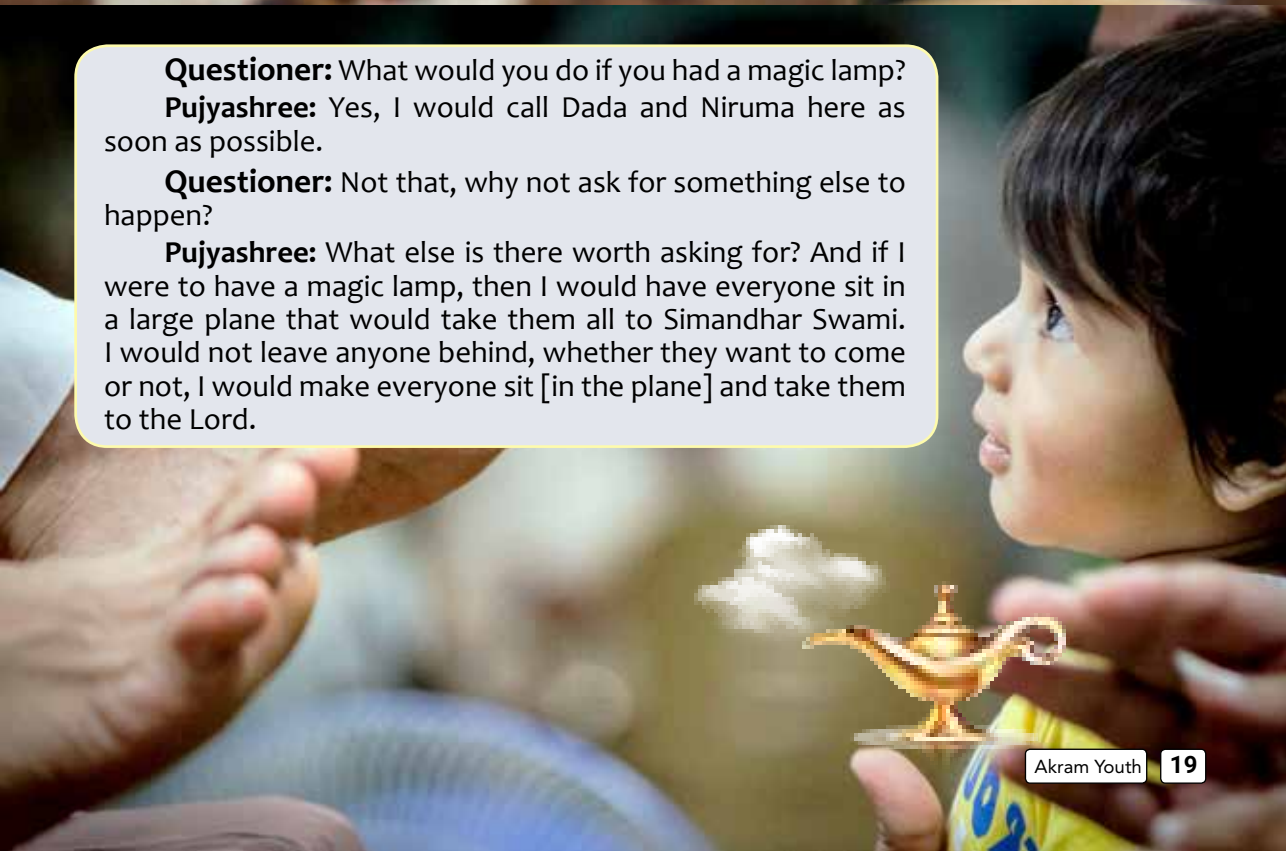 Questioner: What would you do if you had a magic lamp?
Pujyashree: Yes, I would call Dada and Niruma here as
soon as possible.
Questioner: Not that, why not ask for something else to
happen?
Pujyashree: What else is there worth asking for? And if I
were to have a magic lamp, then I would have everyone sit in
a large plane that would take them all to Simandhar Swami.
I would not leave anyone behind, whether they want to come
or not, I would make everyone sit [in the plane] and take them
to the Lord.
Akram Youth 19